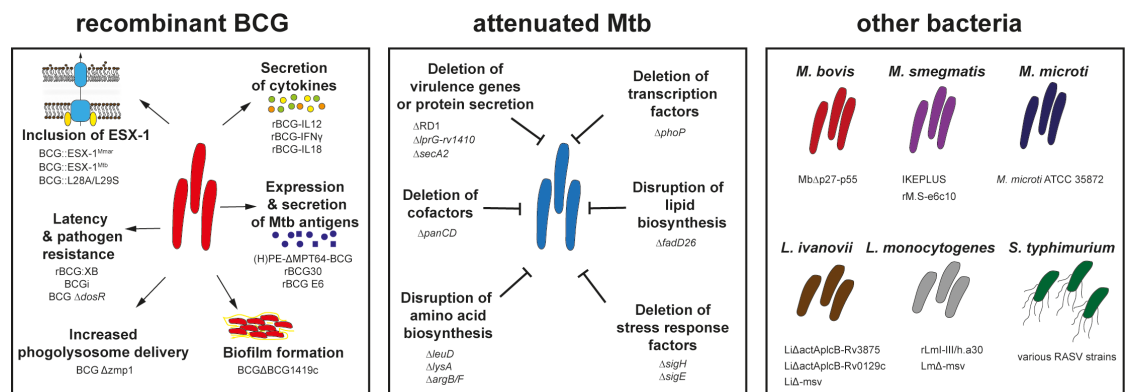 recombinant BCG
Inclusion of ESX-1
BCG::ESX-1ᴹᵐᵃʳ
BCG::ESX-1ᴹᵗᵇ
BCG::L28A/L29S
Secretion
of cytokines
rBCG-IL12
rBCG-IFNγ
rBCG-IL18
Latency
& pathogen
resistance
rBCG:XB
BCGi
BCG ΔdosR
Expression
& secretion
of Mtb antigens
(H)PE-ΔMPT64-BCG
rBCG30
rBCG E6
Increased
phogolysosome delivery
BCG Δzmp1
Biofilm formation
BCGΔBCG1419c
attenuated Mtb
Deletion of
virulence genes
or protein secretion
ΔRD1
ΔlprG-rv1410
ΔsecA2
Deletion of
transcription
factors
ΔphoP
Deletion of
cofactors
ΔpanCD
Disruption of
lipid
biosynthesis
ΔfadD26
Disruption of
amino acid
biosynthesis
ΔleuD
ΔlysA
ΔargB/F
Deletion of
stress response
factors
ΔsigH
ΔsigE
other bacteria
M. bovis
MbΔp27-p55
M. smegmatis
IKEPLUS
rM.S-e6c10
M. microti
M. microti ATCC 35872
L. ivanovii
LiΔactAplcB-Rv3875
LiΔactAplcB-Rv0129c
LiΔ-msv
L. monocytogenes
rLmI-III/h.a30
LmΔ-msv
S. typhimurium
various RASV strains